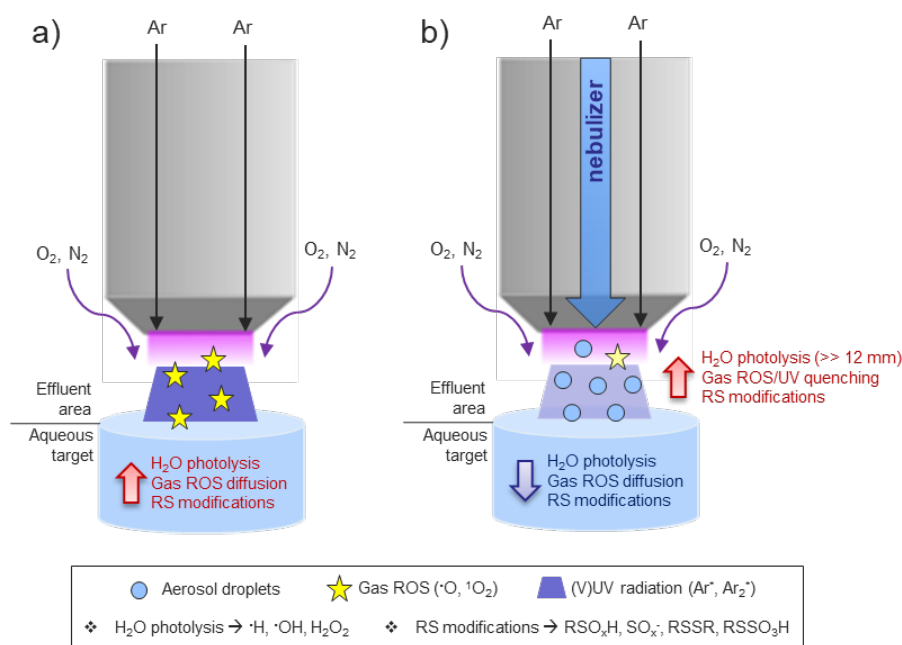 a)
Ar
Ar
O₂, N₂
O₂, N₂
Effluent area
Aqueous target
H₂O photolysis
Gas ROS diffusion
RS modifications
b)
Ar
Ar
nebulizer
O₂, N₂
O₂, N₂
H₂O photolysis (>> 12 mm)
Gas ROS/UV quenching
RS modifications
Effluent area
Aqueous target
H₂O photolysis
Gas ROS diffusion
RS modifications
Aerosol droplets
Gas ROS (·O, ¹O₂)
(V)UV radiation (Ar*, Ar₂*)
❖ H₂O photolysis → ·H, ·OH, H₂O₂
❖ RS modifications → RSOₓH, SOₓ⁻, RSSR, RSSO₃H